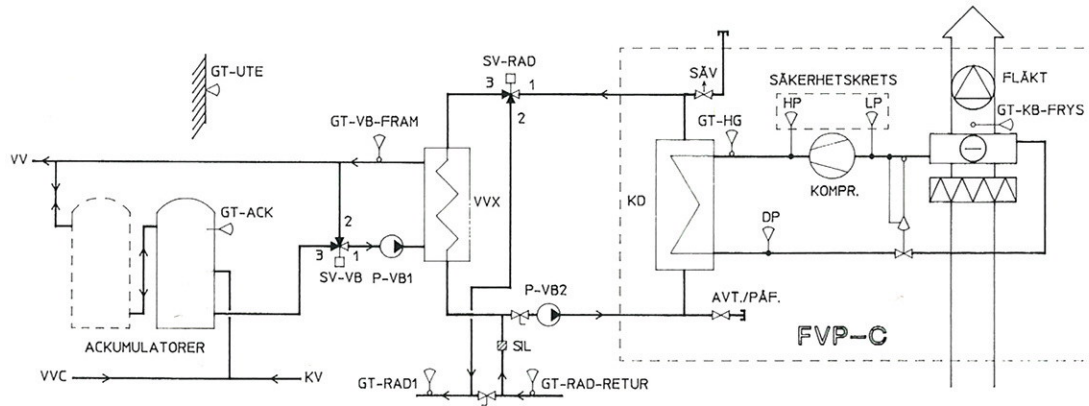 SV-RAD
3
1
2
GT-UTE
SÄV
SÄKERHETSKRETS
HP
LP
FLÄKT
GT-KB-FRYS
GT-VB-FRAM
GT-HG
VV
VVX
KD
KOMPR.
GT-ACK
2
3
1
SV-VB
P-VB1
DP
P-VB2
AVT./PÅF.
ACKUMULATORER
SIL
FVP-C
VVC
KV
GT-RAD1
GT-RAD-RETUR